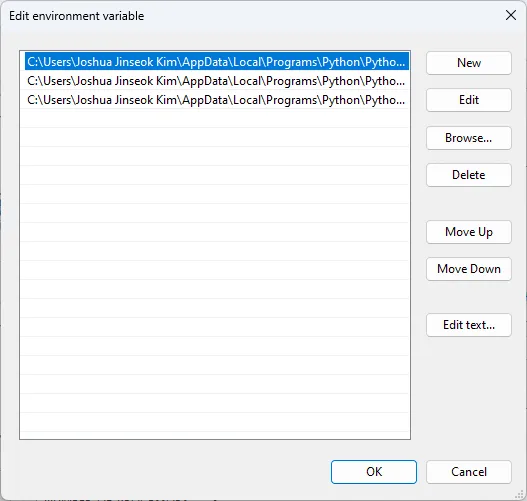 Edit environment variable
C:\Users\Joshua Jinseok Kim\AppData\Local\Programs\Python\Pytho...
C:\Users\Joshua Jinseok Kim\AppData\Local\Programs\Python\Pytho...
C:\Users\Joshua Jinseok Kim\AppData\Local\Programs\Python\Pytho...
New
Edit
Browse...
Delete
Move Up
Move Down
Edit text...
OK
Cancel